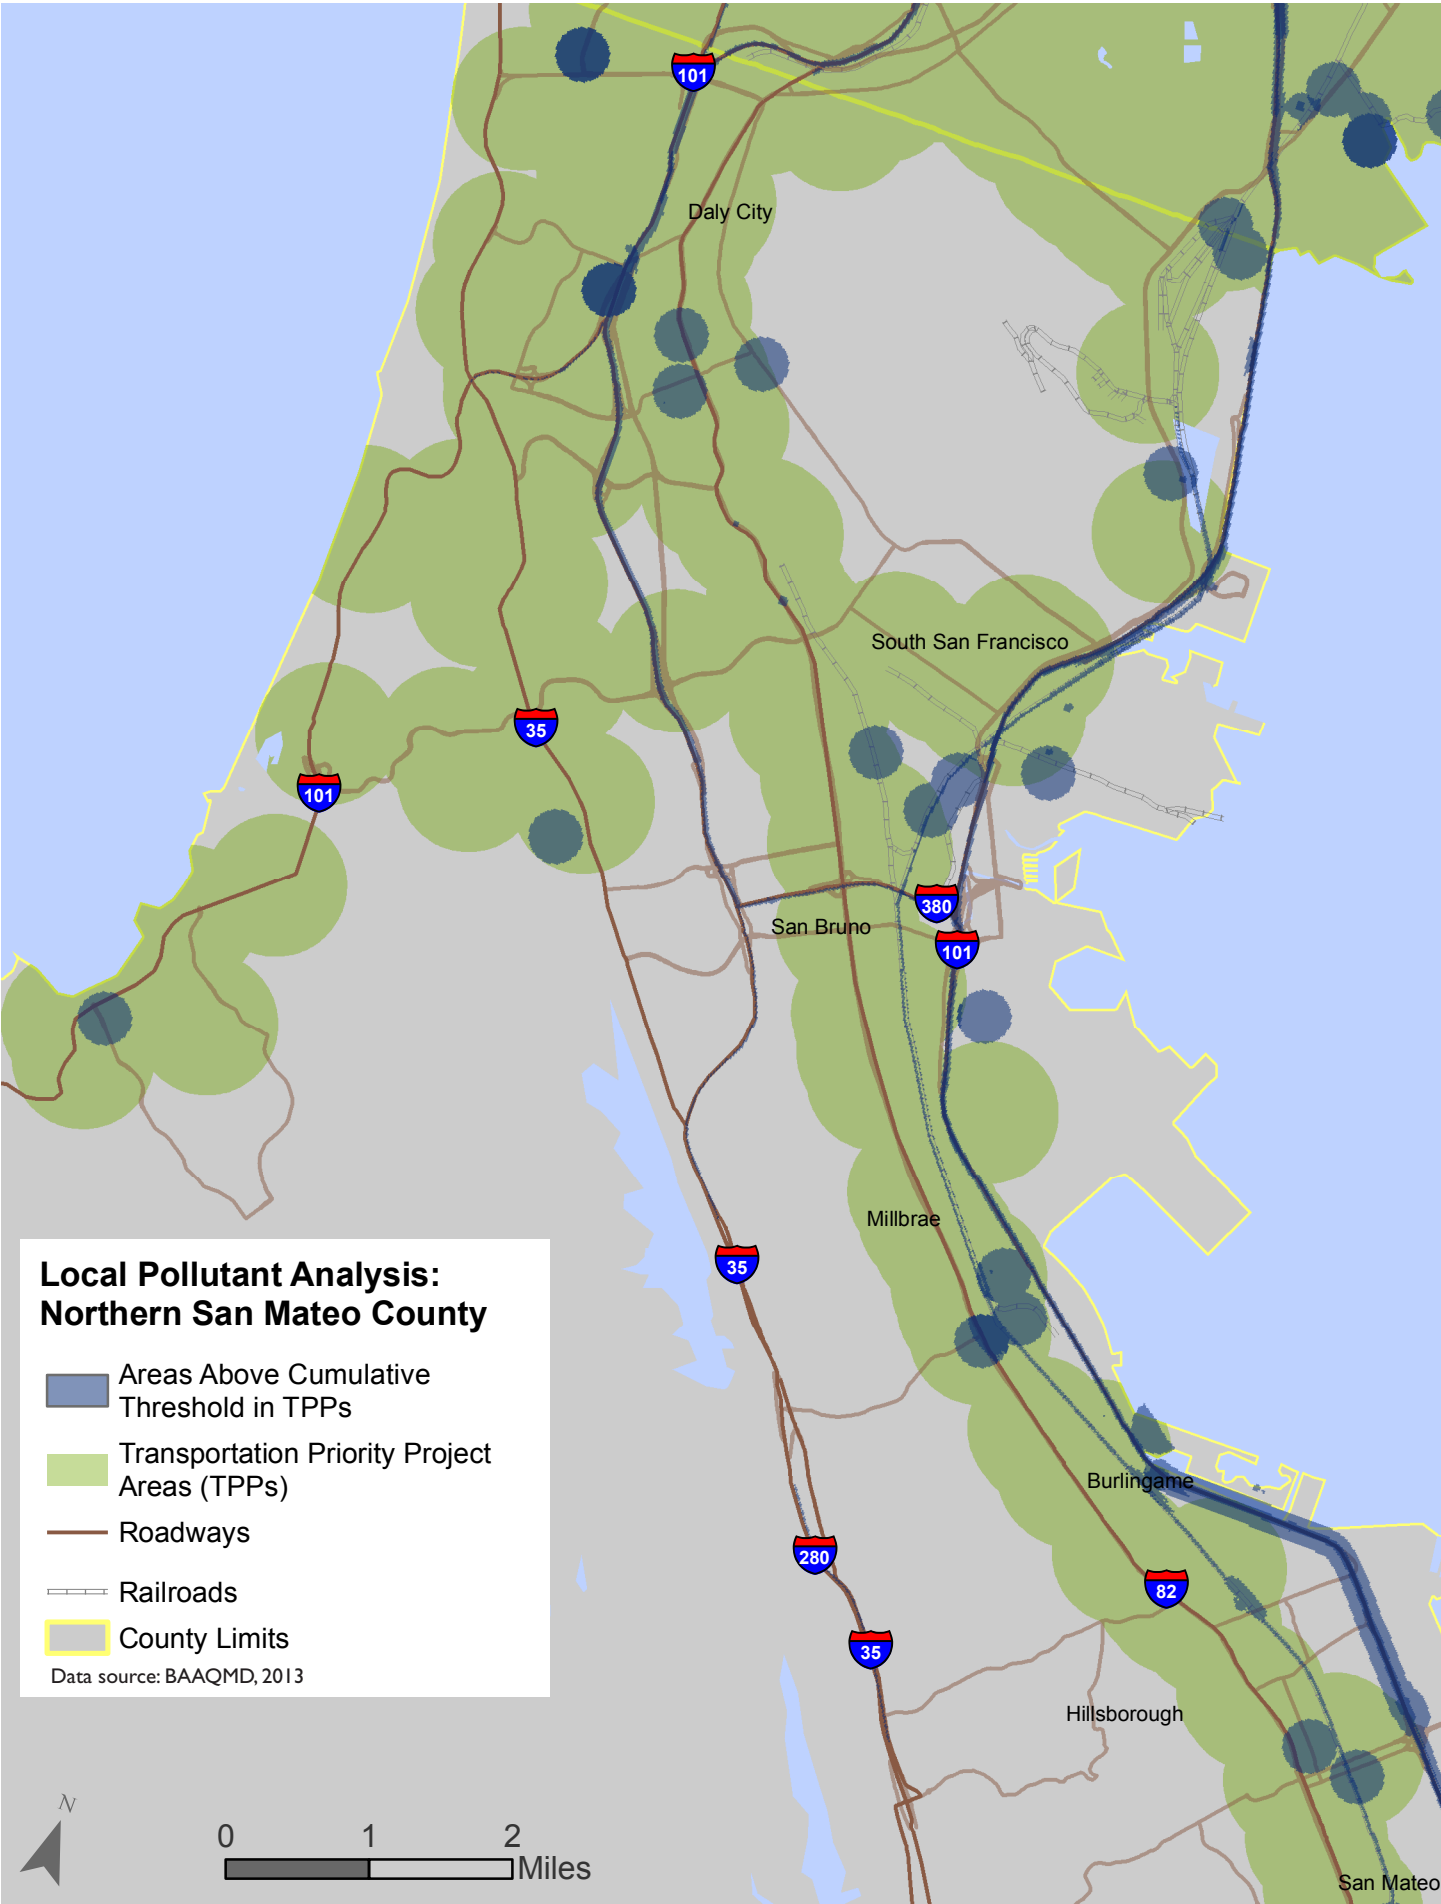 101
Daly City
South San Francisco
35
101
380
San Bruno
101
Millbrae
35
Local Pollutant Analysis:
Northern San Mateo County
Areas Above Cumulative
Threshold in TPPs
Transportation Priority Project
Areas (TPPs)
Roadways
Railroads
County Limits
Data source: BAAQMD, 2013
Burlingame
280
82
35
Hillsborough
N
0 1 2
Miles
San Mateo